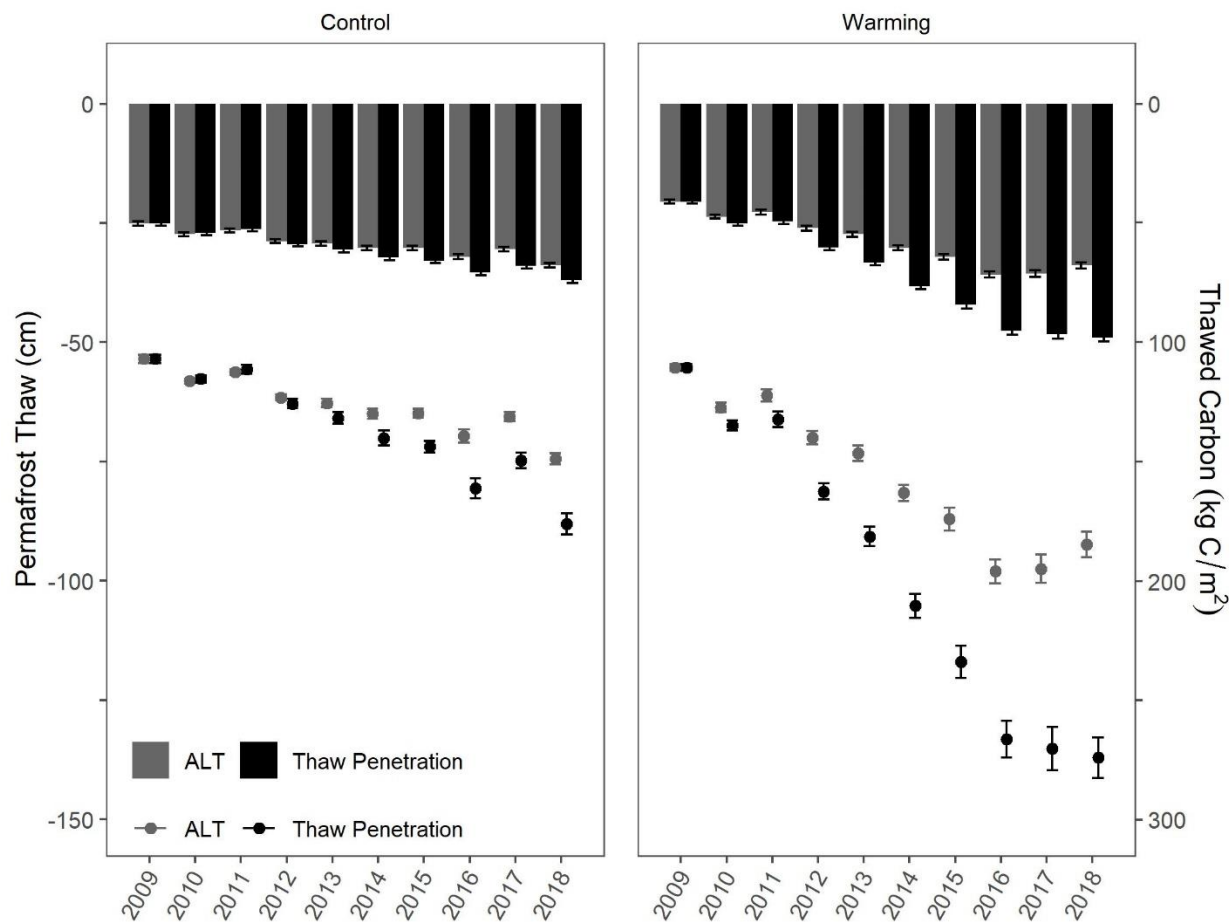 Control
Warming
0
-50
-100
-150
Permafrost Thaw (cm)
0
100
200
300
Thawed Carbon (kg C / m²)
ALT Thaw Penetration
ALT Thaw Penetration
2009 2010 2011 2012 2013 2014 2015 2016 2017 2018
2009 2010 2011 2012 2013 2014 2015 2016 2017 2018